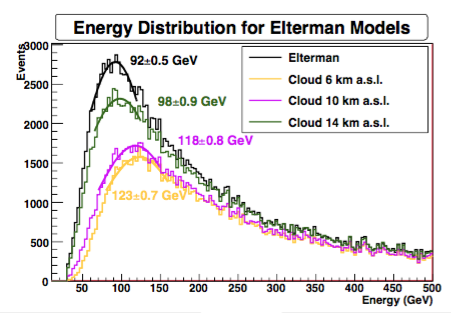 Energy Distribution for Elterman Models
Events
3000
2500
2000
1500
1000
500
0
92±0.5 GeV
98±0.9 GeV
118±0.8 GeV
123±0.7 GeV
Elterman
Cloud 6 km a.s.l.
Cloud 10 km a.s.l.
Cloud 14 km a.s.l.
50 100 150 200 250 300 350 400 450 500
Energy (GeV)